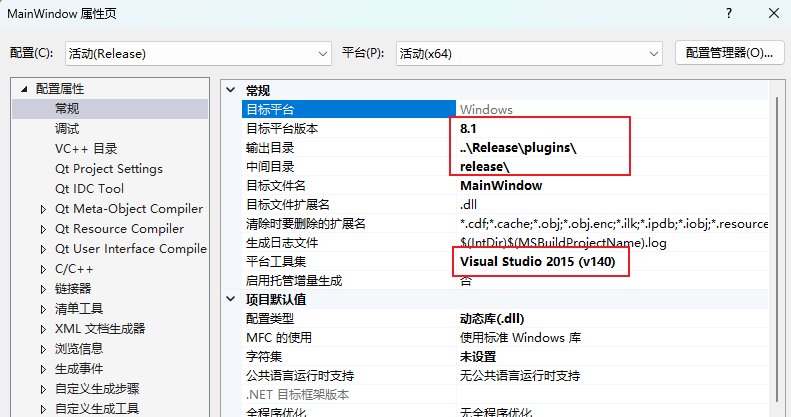 MainWindow 属性页
配置(C): 活动(Release) 平台(P): 活动(x64) 配置管理器(O)...
配置属性
常规
调试
VC++ 目录
Qt Project Settings
Qt IDC Tool
Qt Meta-Object Compiler
Qt Resource Compiler
Qt User Interface Compile
C/C++
链接器
清单工具
XML 文档生成器
浏览信息
生成事件
自定义生成步骤
自定义生成工具
常规
目标平台 Windows
目标平台版本 8.1
输出目录 ..\Release\plugins\
中间目录 release\
目标文件名 MainWindow
目标文件扩展名 .dll
清除时要删除的扩展名 *.cdf;*.cache;*.obj;*.obj.enc;*.ilk;*.ipdb;*.iobj;*.resource
生成日志文件 $(IntDir)$(MSBuildProjectName).log
平台工具集 Visual Studio 2015 (v140)
启用托管增量生成 否
项目默认值
配置类型 动态库(.dll)
MFC 的使用 使用标准 Windows 库
字符集 未设置
公共语言运行时支持 无公共语言运行时支持
.NET 目标框架版本
全程序优化 无全程序优化